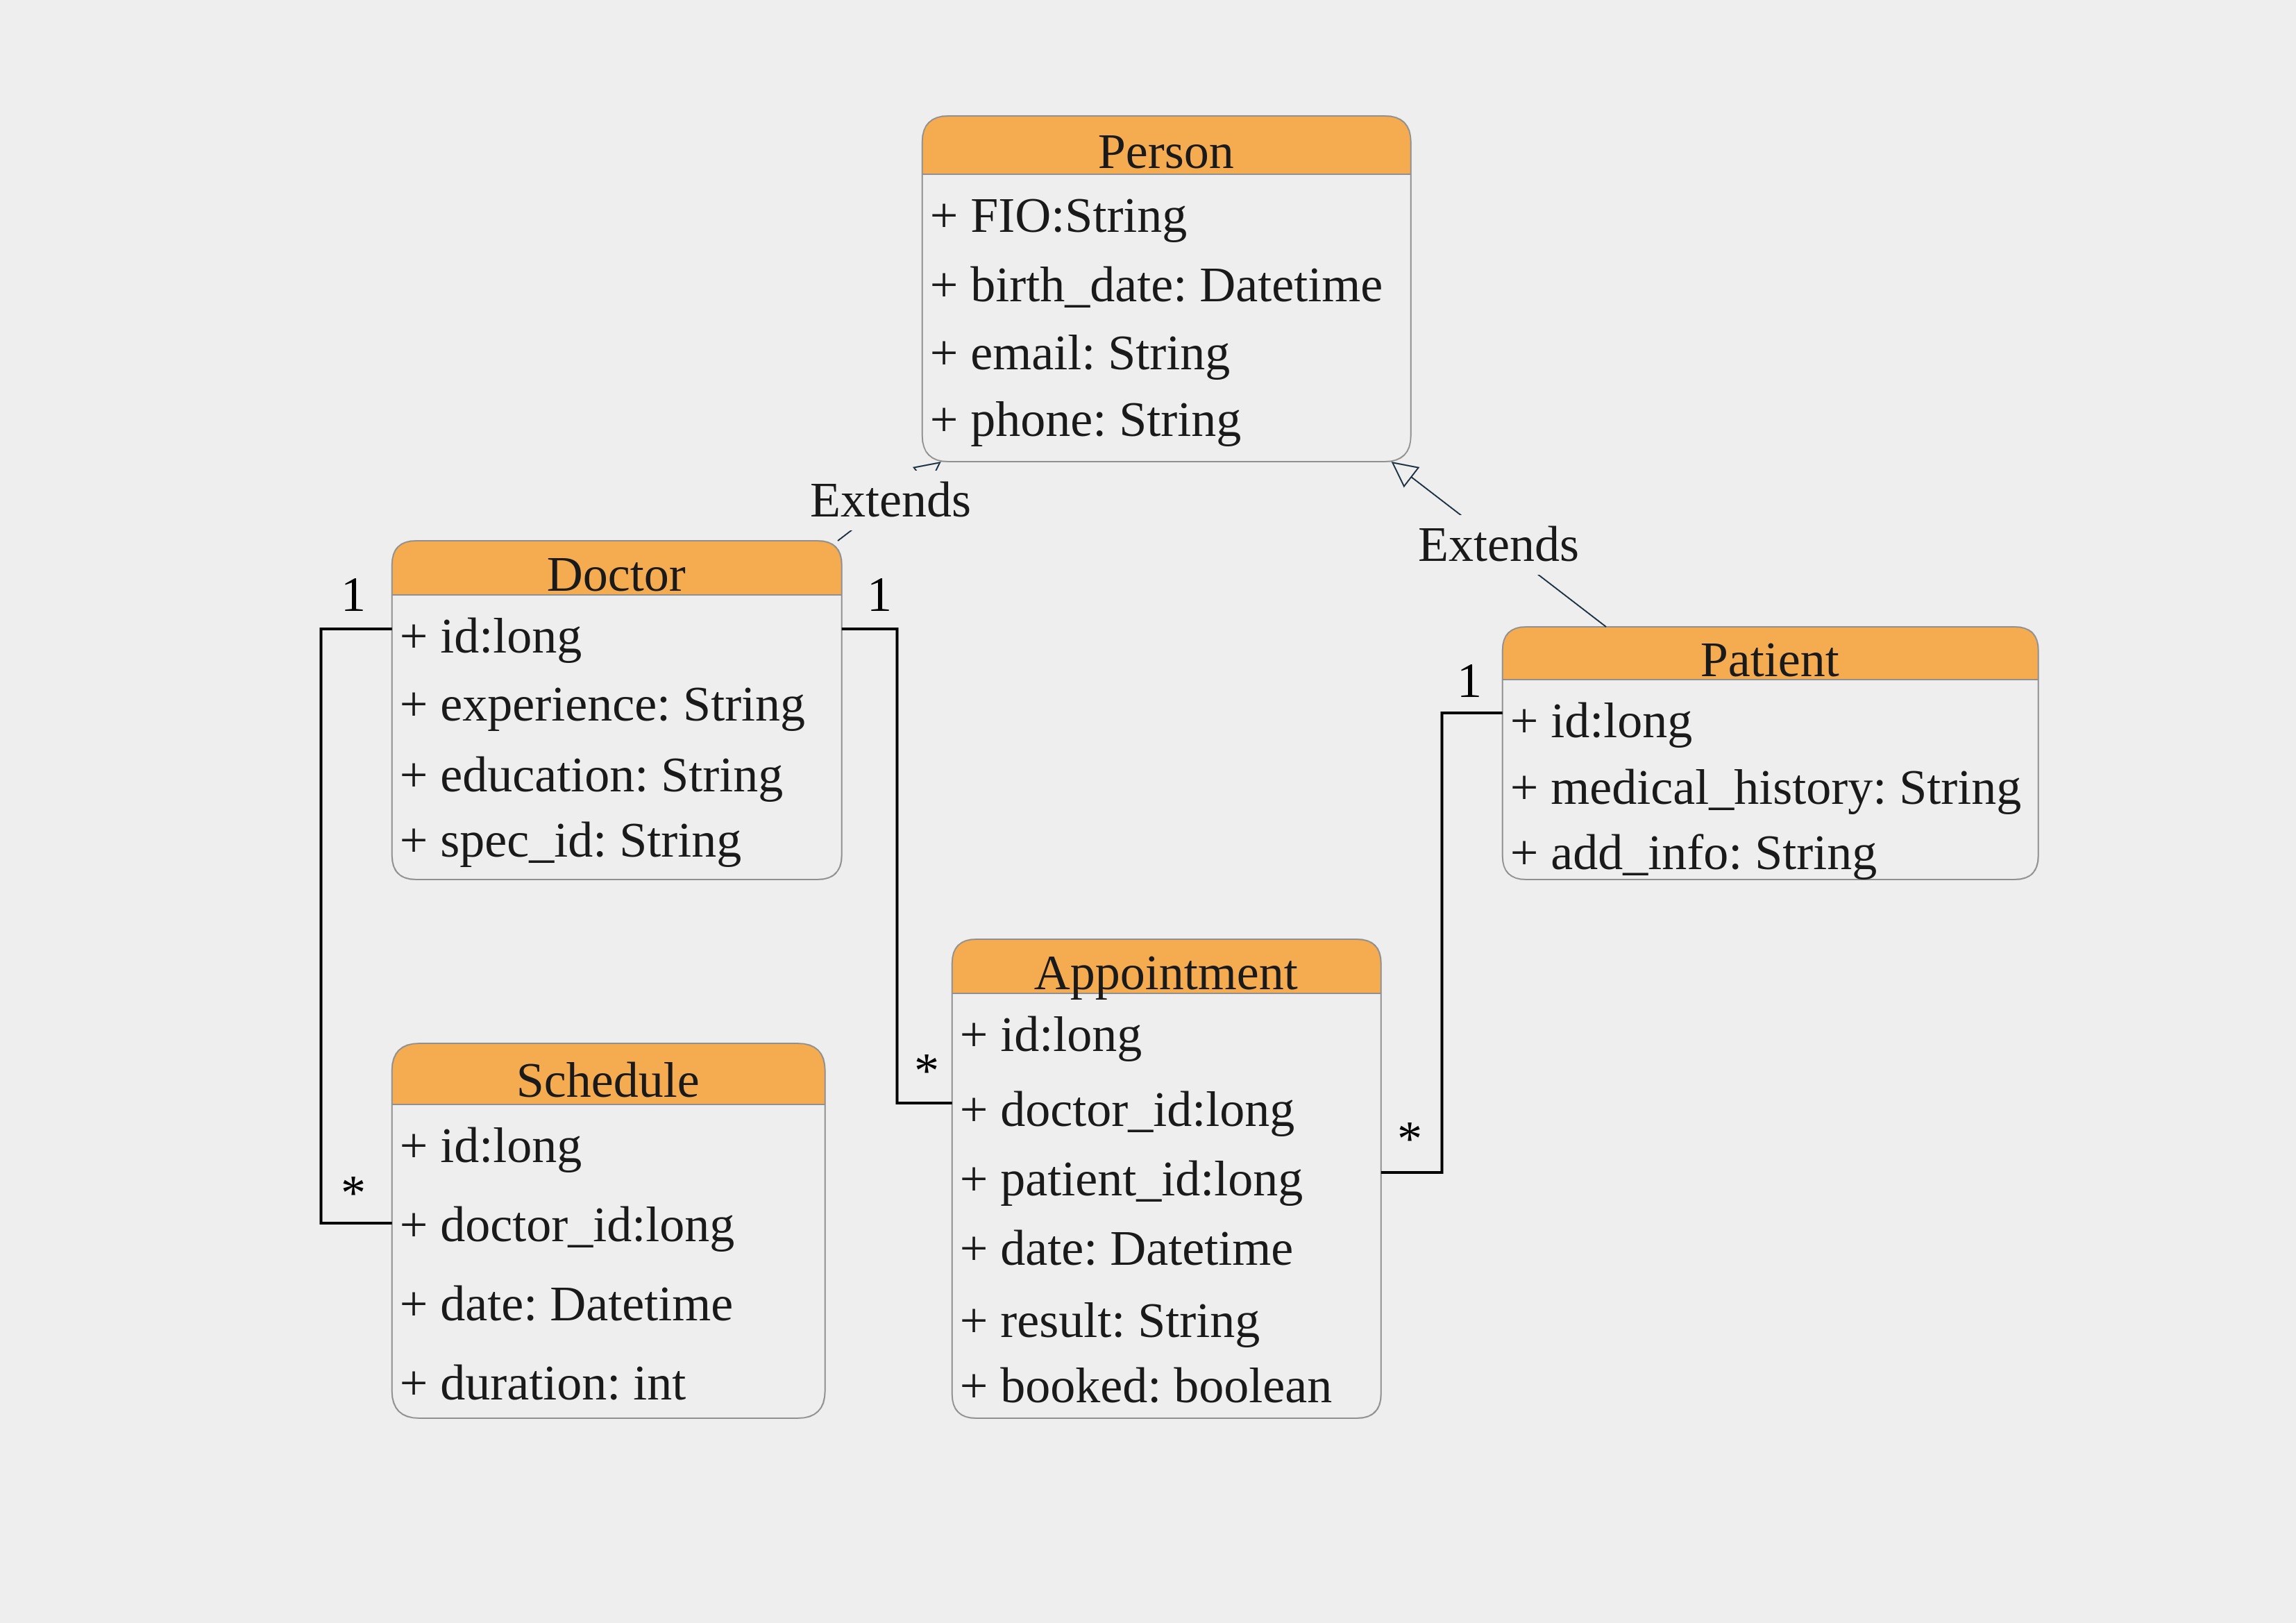 Person
+ FIO:String
+ birth_date: Datetime
+ email: String
+ phone: String
Extends
Extends
Doctor
1
1
+ id:long
+ experience: String
+ education: String
+ spec_id: String
Patient
1
+ id:long
+ medical_history: String
+ add_info: String
Appointment
+ id:long
*
+ doctor_id:long
*
+ patient_id:long
+ date: Datetime
+ result: String
+ booked: boolean
Schedule
+ id:long
*
+ doctor_id:long
+ date: Datetime
+ duration: int